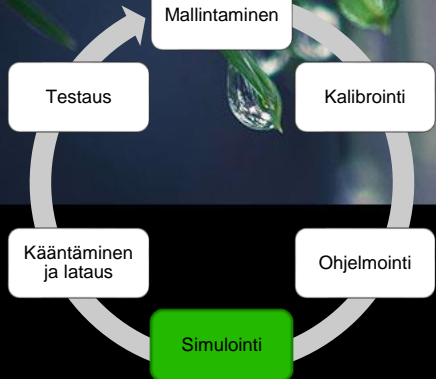 Mallintaminen
Kalibrointi
Ohjelmointi
Simulointi
Kääntäminen
ja lataus
Testaus